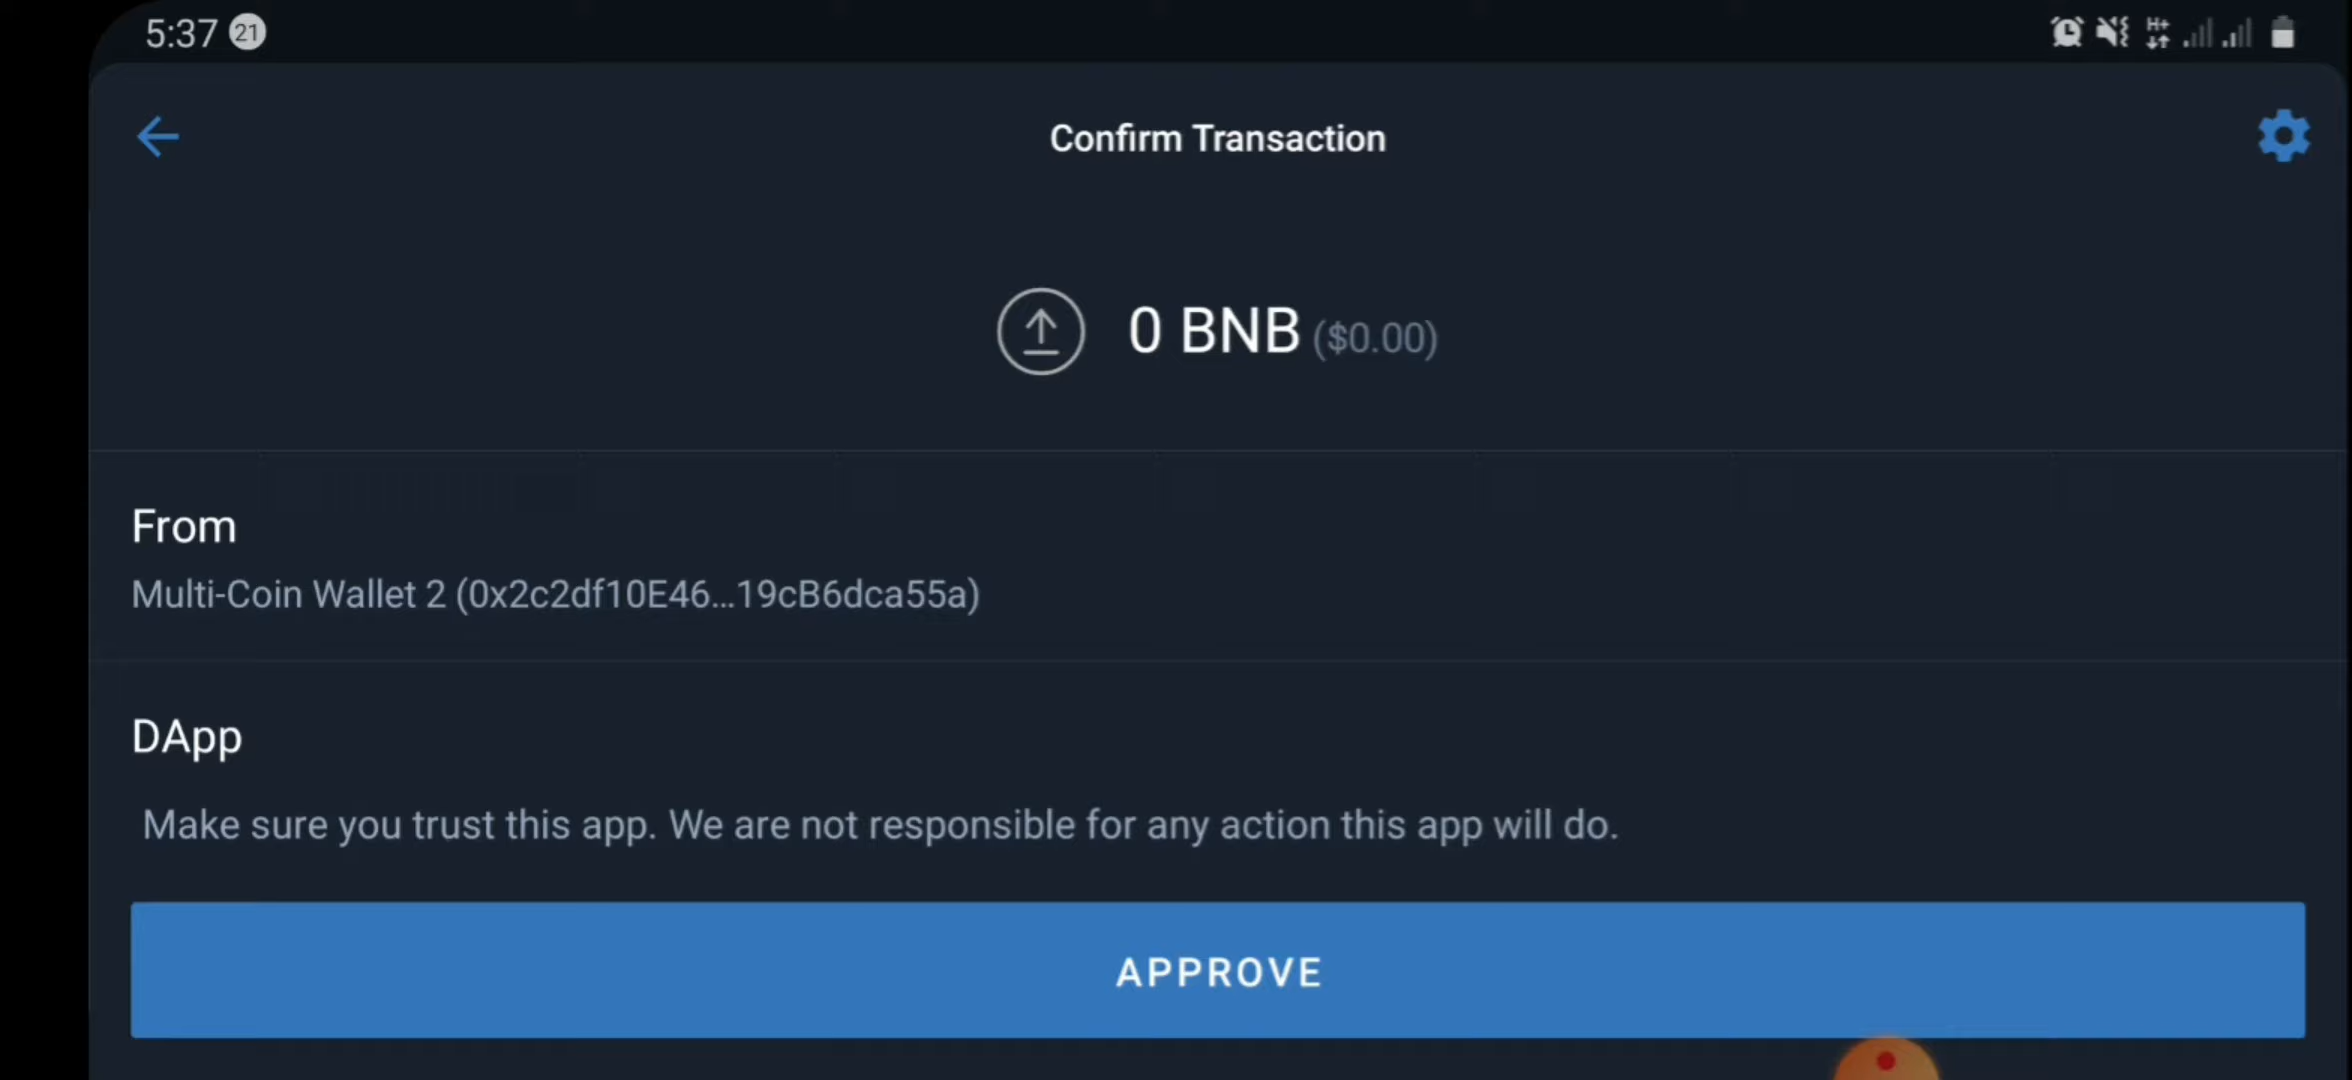 5:37 21
H+
Confirm Transaction
0 BNB ($0.00)
From
Multi-Coin Wallet 2 (0x2c2df10E46...19cB6dca55a)
DApp
Make sure you trust this app. We are not responsible for any action this app will do.
APPROVE